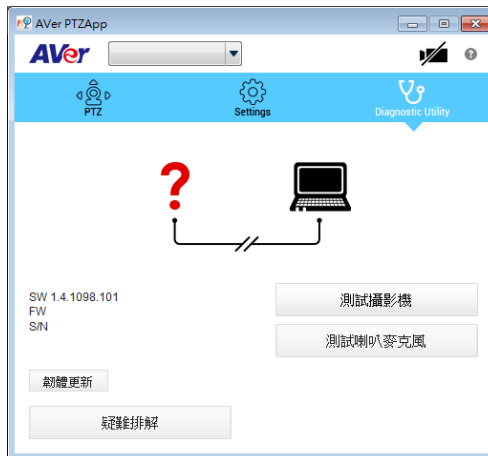 AVer PTZApp
AVer
PTZ
Settings
Diagnostic Utility
?
SW 1.4.1098.101
FW
S/N
測試攝影機
測試喇叭麥克風
韌體更新
疑難排解